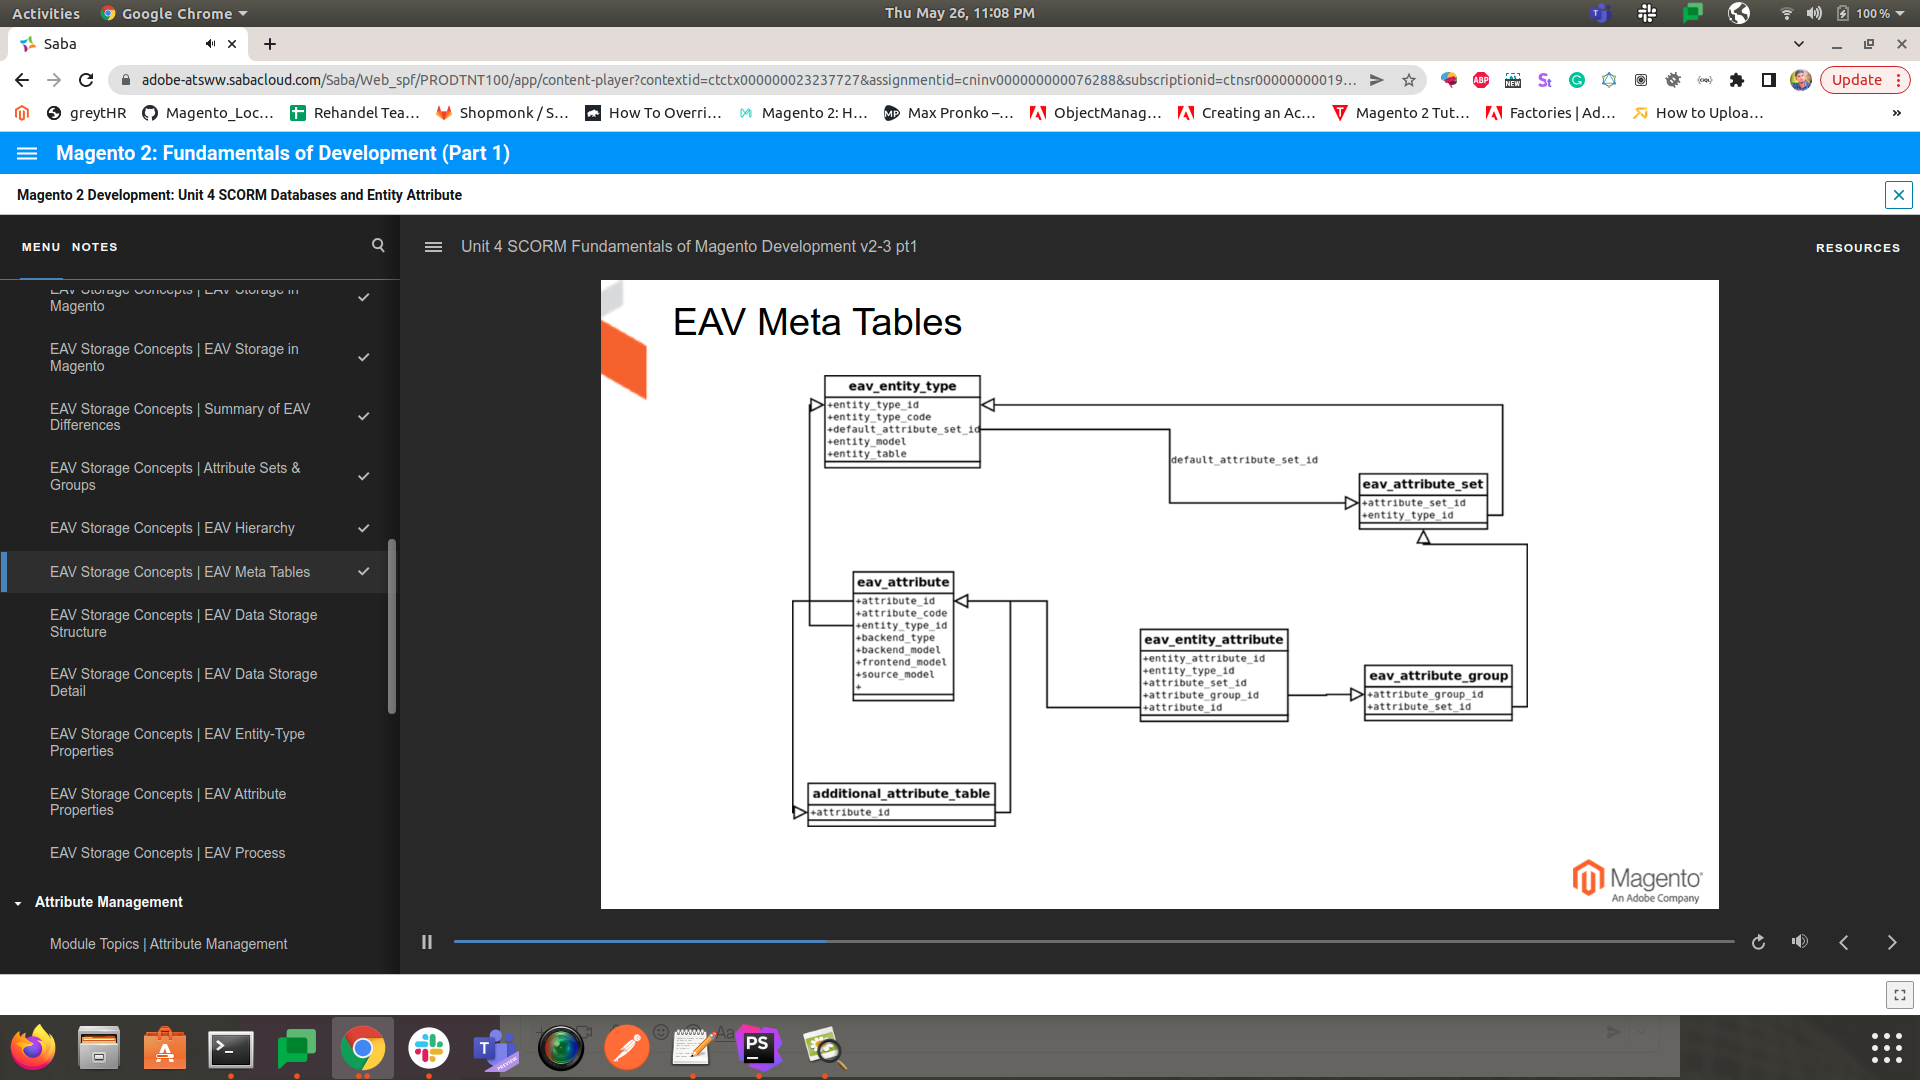 Activities
Google Chrome
Thu May 26, 11:08 PM
100 %
Saba
adobe-atsww.sabacloud.com/Saba/Web_spf/PRODTNT100/app/content-player?contextid=ctctx000000023237727&assignmentid=cninv000000000076288&subscriptionid=ctnsr00000000019...
Update
greytHR
Magento_Loc...
Rehandel Tea...
Shopmonk / S...
How To Overri...
Magento 2: H...
Max Pronko –...
ObjectManag...
Creating an Ac...
Magento 2 Tut...
Factories | Ad...
How to Uploa...
»
Magento 2: Fundamentals of Development (Part 1)
Magento 2 Development: Unit 4 SCORM Databases and Entity Attribute
MENU NOTES
EAV Storage Concepts | EAV Storage in
Magento
EAV Storage Concepts | EAV Storage in
Magento
EAV Storage Concepts | Summary of EAV
Differences
EAV Storage Concepts | Attribute Sets &
Groups
EAV Storage Concepts | EAV Hierarchy
EAV Storage Concepts | EAV Meta Tables
EAV Storage Concepts | EAV Data Storage
Structure
EAV Storage Concepts | EAV Data Storage
Detail
EAV Storage Concepts | EAV Entity-Type
Properties
EAV Storage Concepts | EAV Attribute
Properties
EAV Storage Concepts | EAV Process
Attribute Management
Module Topics | Attribute Management
Unit 4 SCORM Fundamentals of Magento Development v2-3 pt1
RESOURCES
EAV Meta Tables
eav_entity_type
+entity_type_id
+entity_type_code
+default_attribute_set_id
+entity_model
+entity_table
default_attribute_set_id
eav_attribute_set
+attribute_set_id
+entity_type_id
eav_attribute
+attribute_id
+attribute_code
+entity_type_id
+backend_type
+backend_model
+frontend_model
+source_model
+
eav_entity_attribute
+entity_attribute_id
+entity_type_id
+attribute_set_id
+attribute_group_id
+attribute_id
eav_attribute_group
+attribute_group_id
+attribute_set_id
additional_attribute_table
+attribute_id
Magento
An Adobe Company
PS